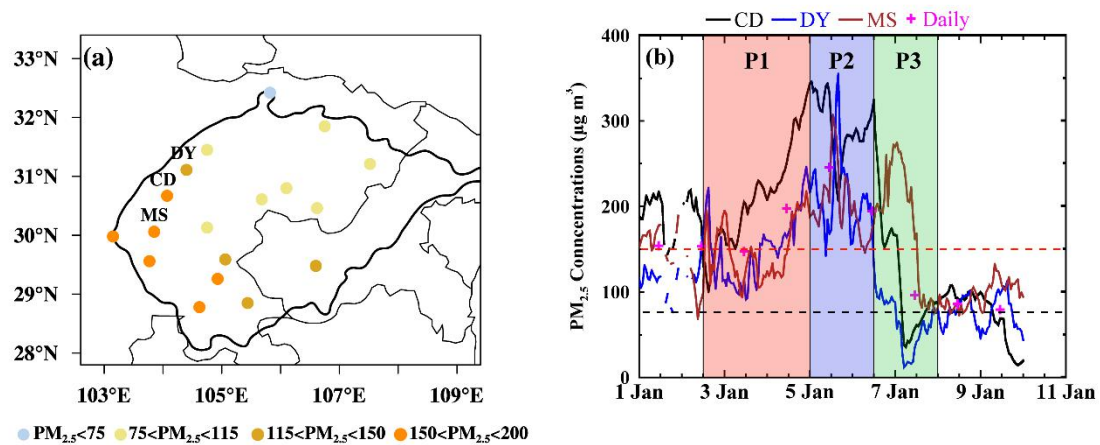 (a)
33°N
32°N
31°N
30°N
29°N
28°N
DY
CD
MS
103°E 105°E 107°E 109°E
PM2.5<75 75<PM2.5<115 115<PM2.5<150 150<PM2.5<200
CD DY MS Daily
(b) P1 P2 P3
PM2.5 Conncentrations (μg m3)
400
300
200
100
0
1 Jan 3 Jan 5 Jan 7 Jan 9 Jan 11 Jan